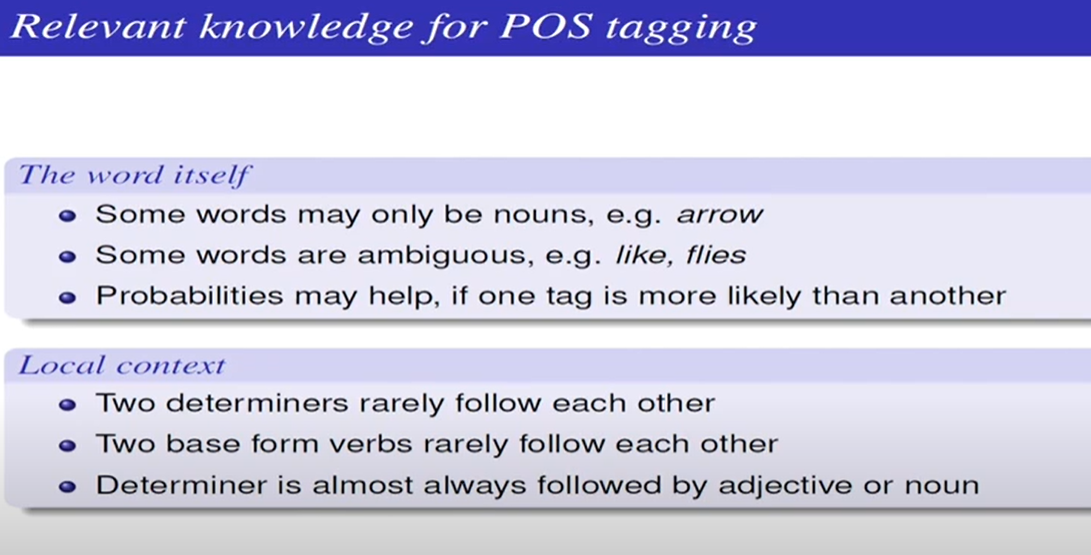 Relevant knowledge for POS tagging
The word itself
Some words may only be nouns, e.g. arrow
Some words are ambiguous, e.g. like, flies
Probabilities may help, if one tag is more likely than another
Local context
Two determiners rarely follow each other
Two base form verbs rarely follow each other
Determiner is almost always followed by adjective or noun